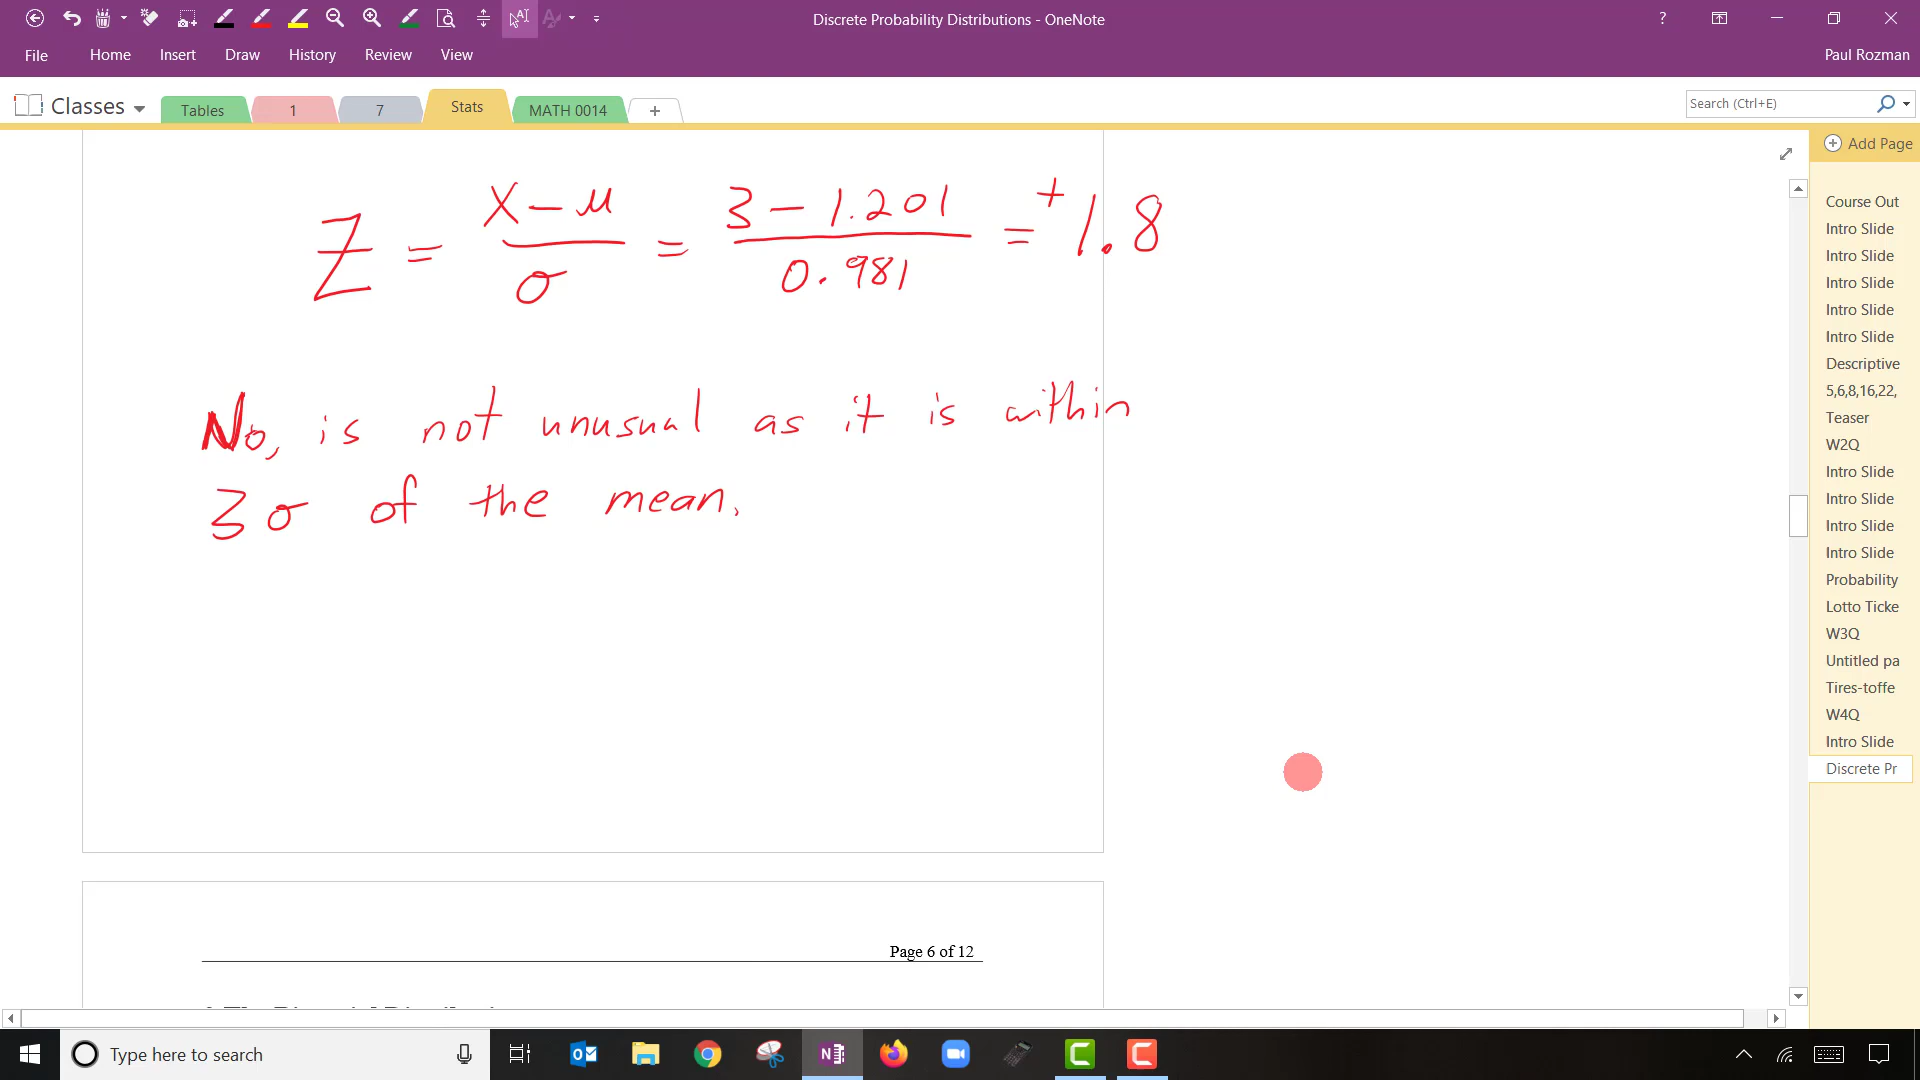 Discrete Probability Distributions - OneNote
?
File Home Insert Draw History Review View
Paul Rozman
Classes
Tables
1
7
Stats
MATH 0014
+
Search (Ctrl+E)
Add Page
Z = X - μ / σ = 3 - 1.201 / 0.981 = +1.8
No, is not unusual as it is within
3σ of the mean.
Page 6 of 12
Course Out
Intro Slide
Intro Slide
Intro Slide
Intro Slide
Intro Slide
Descriptive
5,6,8,16,22,
Teaser
W2Q
Intro Slide
Intro Slide
Intro Slide
Intro Slide
Probability
Lotto Ticke
W3Q
Untitled pa
Tires-toffe
W4Q
Intro Slide
Discrete Pr
Type here to search